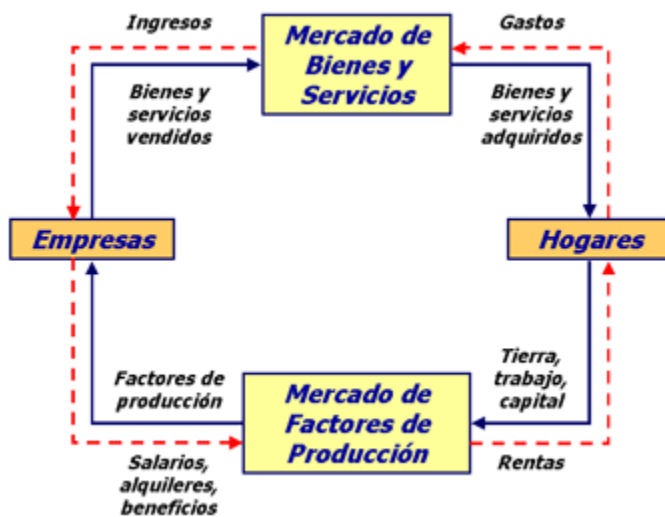 Ingresos
Mercado de
Bienes y
Servicios
Gastos
Bienes y
servicios
vendidos
Bienes y
servicios
adquiridos
Empresas
Hogares
Factores de
producción
Mercado de
Factores de
Producción
Tierra,
trabajo,
capital
Salarios,
alquileres,
beneficios
Rentas